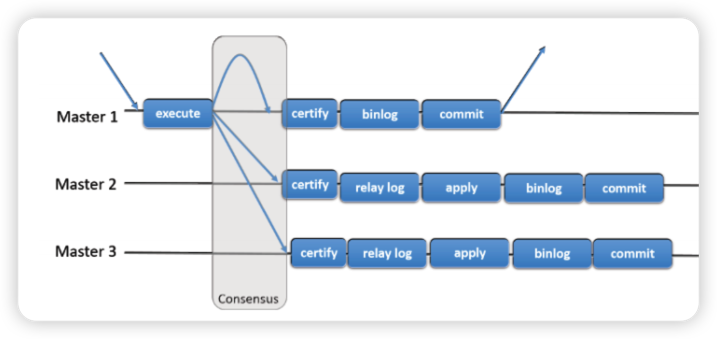 Master 1 execute certify binlog commit
Master 2 certify relay log apply binlog commit
Master 3 certify relay log apply binlog commit
Consensus